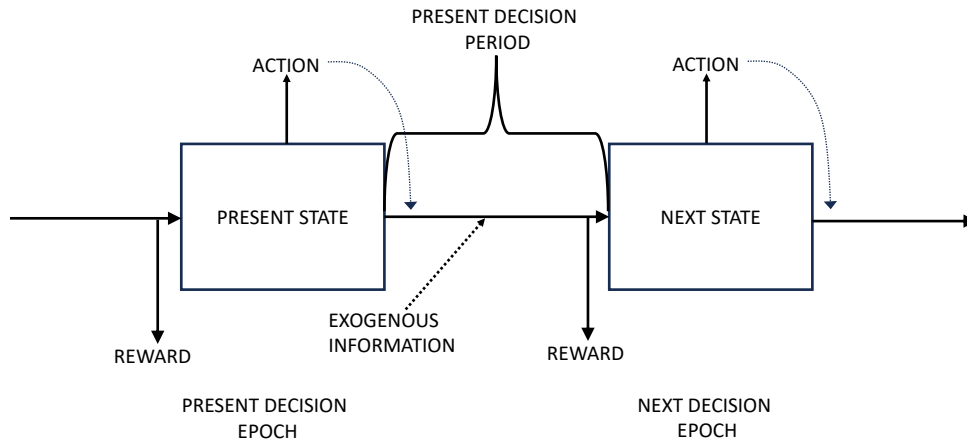 PRESENT DECISION
PERIOD
ACTION
ACTION
PRESENT STATE
NEXT STATE
EXOGENOUS
INFORMATION
REWARD
REWARD
PRESENT DECISION
EPOCH
NEXT DECISION
EPOCH